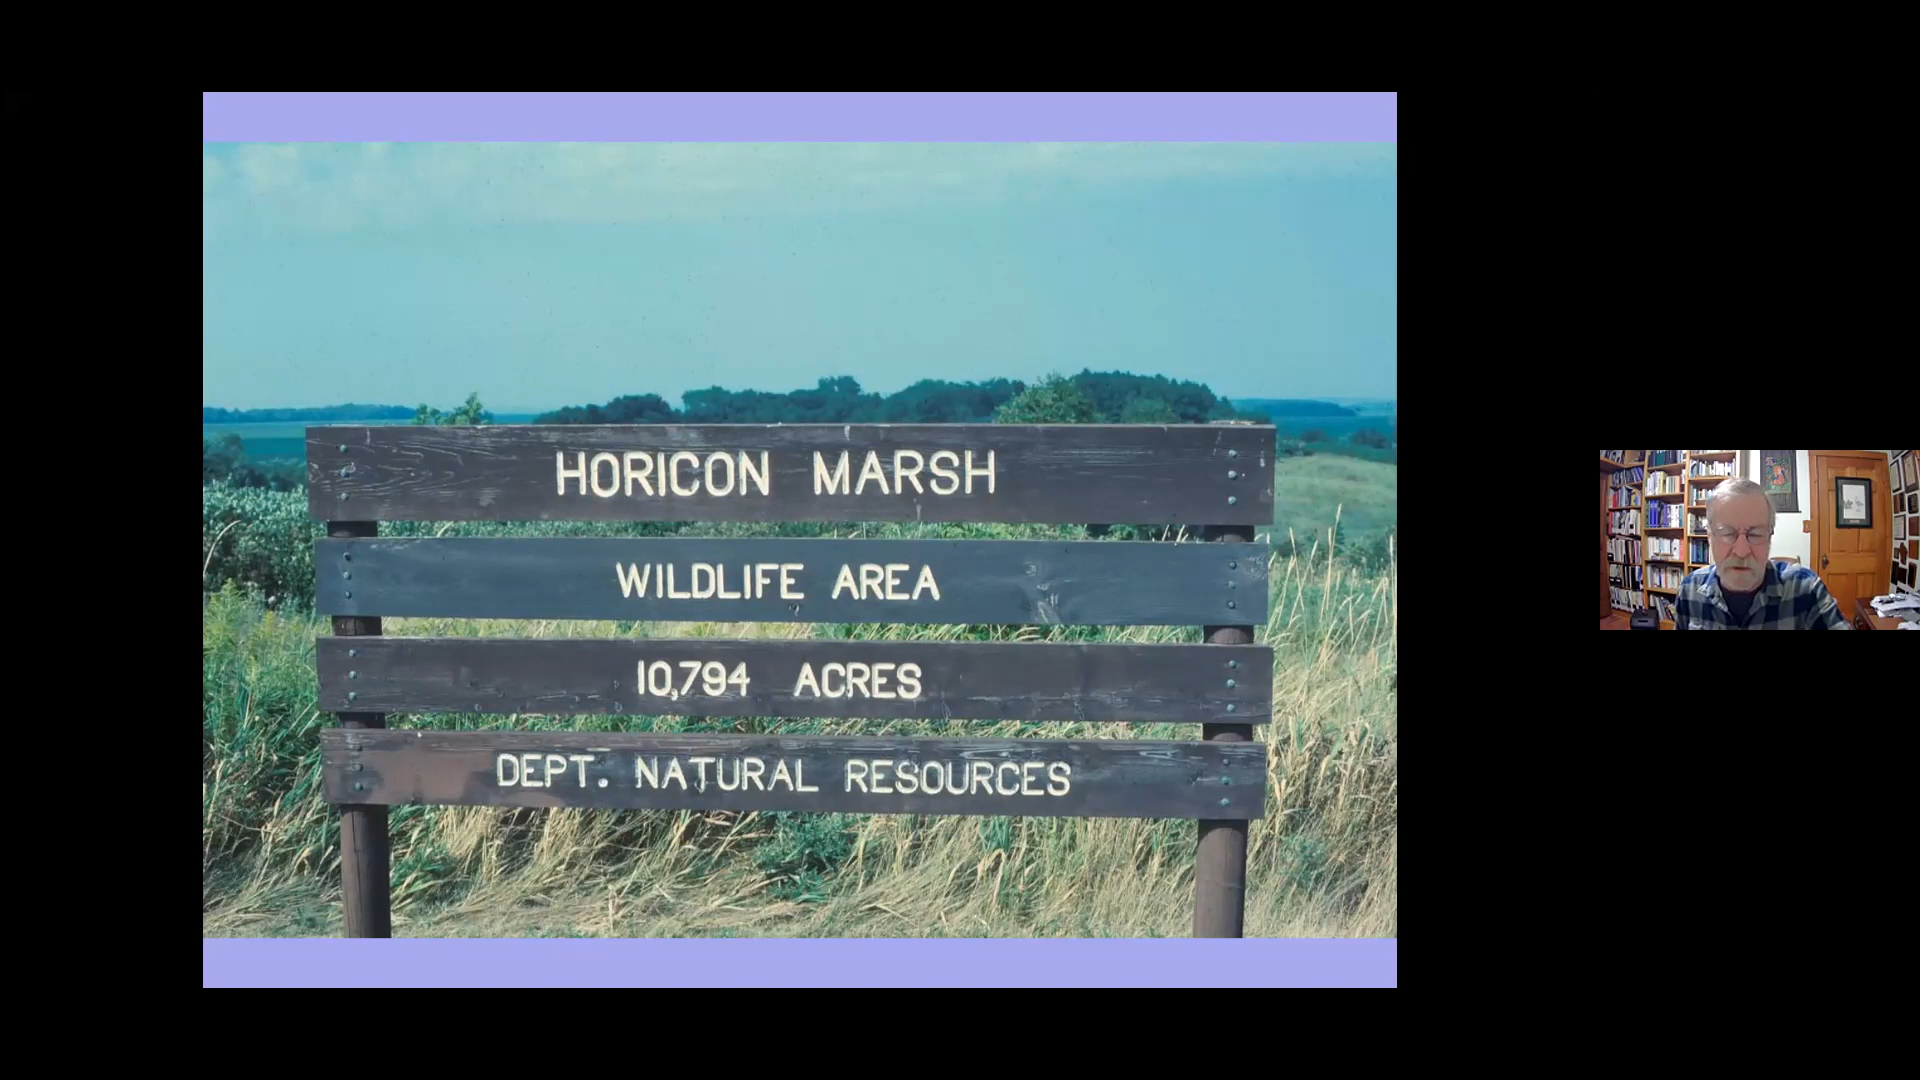 HORICON MARSH
WILDLIFE AREA
10,794 ACRES
DEPT. NATURAL RESOURCES